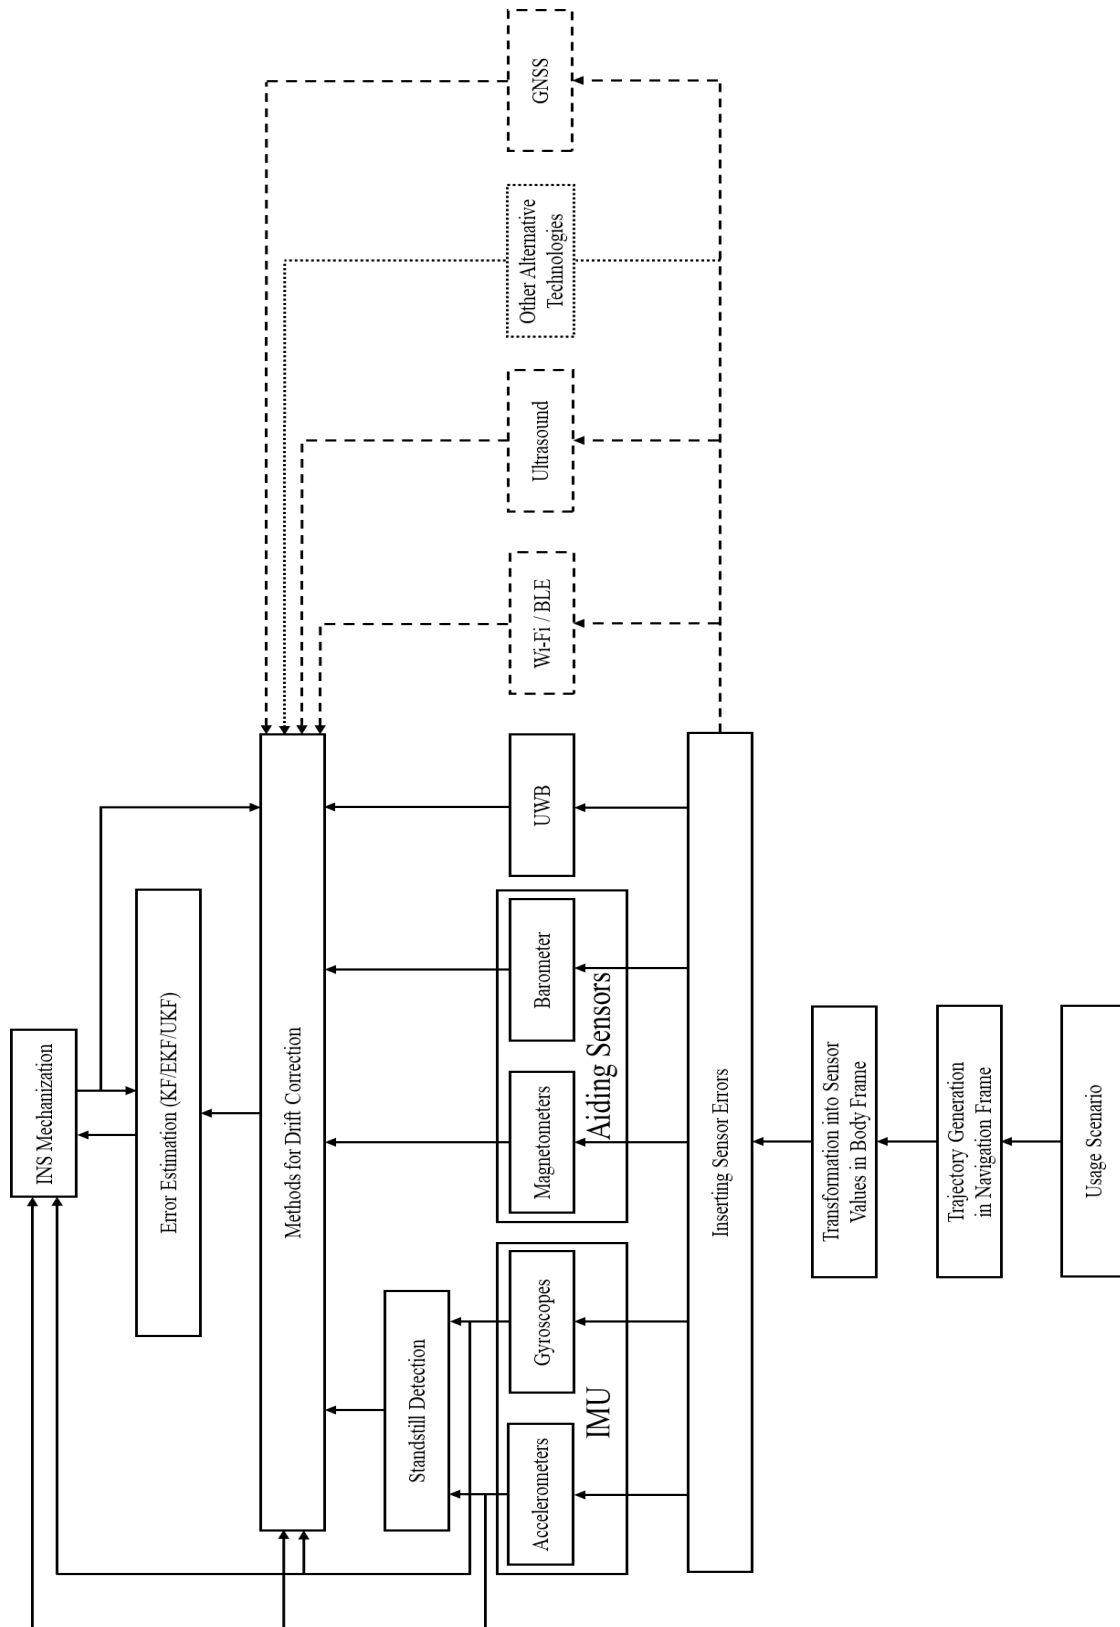 INS Mechanization
Error Estimation (KF/EKF/UKF)
Methods for Drift Correction
Standstill Detection
Accelerometers
Gyroscopes
IMU
Magnetometers
Barometer
Aiding Sensors
UWB
Wi-Fi / BLE
Ultrasound
Other Alternative
Technologies
GNSS
Inserting Sensor Errors
Transformation into Sensor
Values in Body Frame
Trajectory Generation
in Navigation Frame
Usage Scenario